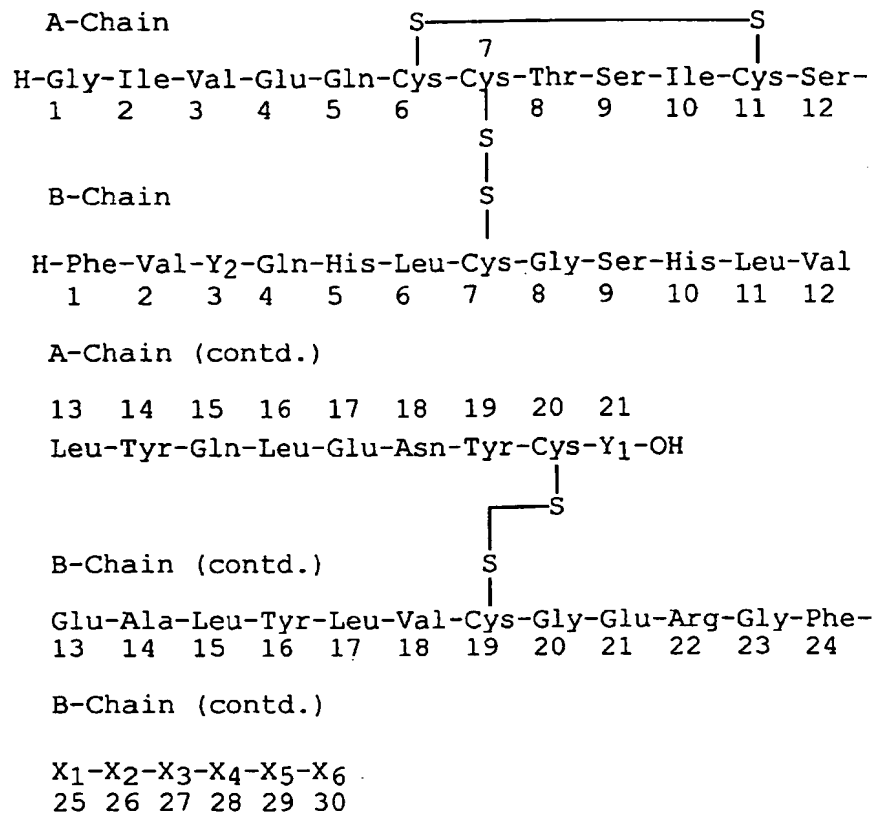 A-Chain
S S
7
H-Gly-Ile-Val-Glu-Gln-Cys-Cys-Thr-Ser-Ile-Cys-Ser-
1 2 3 4 5 6 8 9 10 11 12
S
B-Chain S
H-Phe-Val-Y2-Gln-His-Leu-Cys-Gly-Ser-His-Leu-Val
1 2 3 4 5 6 7 8 9 10 11 12
A-Chain (contd.)
13 14 15 16 17 18 19 20 21
Leu-Tyr-Gln-Leu-Glu-Asn-Tyr-Cys-Y1-OH
S
B-Chain (contd.) S
Glu-Ala-Leu-Tyr-Leu-Val-Cys-Gly-Glu-Arg-Gly-Phe-
13 14 15 16 17 18 19 20 21 22 23 24
B-Chain (contd.)
X1-X2-X3-X4-X5-X6
25 26 27 28 29 30